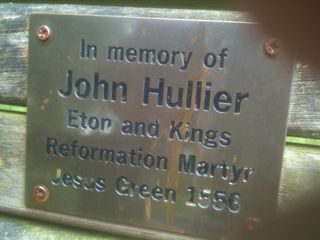 In memory of
John Hullier
Eton and Kings
Reformation Martyr
Jesus Green 1556